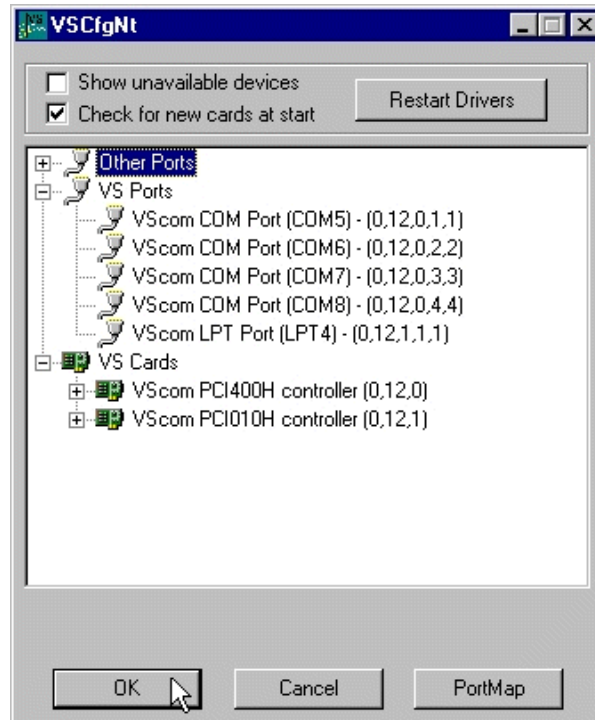 VSCfgNt
Show unavailable devices
Check for new cards at start
Restart Drivers
Other Ports
VS Ports
VScom COM Port (COM5) - (0,12,0,1,1)
VScom COM Port (COM6) - (0,12,0,2,2)
VScom COM Port (COM7) - (0,12,0,3,3)
VScom COM Port (COM8) - (0,12,0,4,4)
VScom LPT Port (LPT4) - (0,12,1,1,1)
VS Cards
VScom PCI400H controller (0,12,0)
VScom PCI010H controller (0,12,1)
OK
Cancel
PortMap